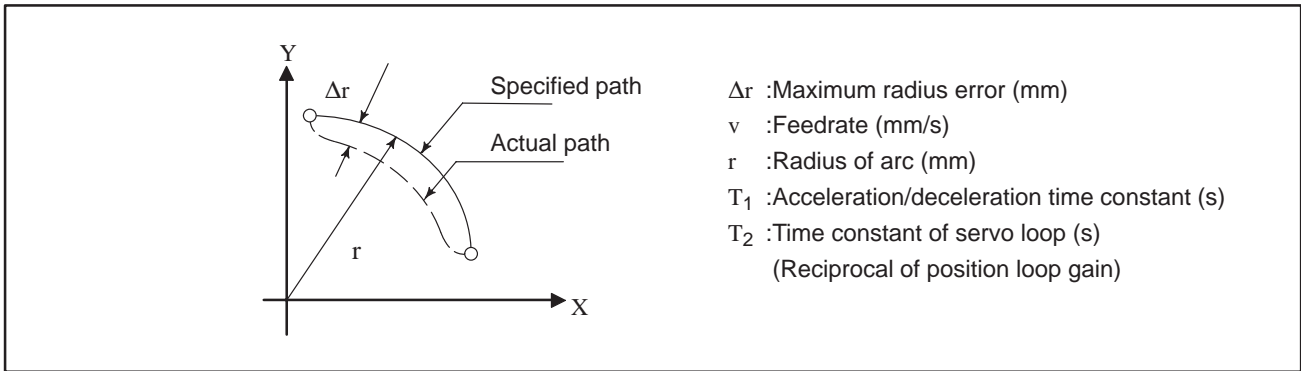 Y
Δr
Specified path
Actual path
r
X
Δr :Maximum radius error (mm)
v :Feedrate (mm/s)
r :Radius of arc (mm)
T1 :Acceleration/deceleration time constant (s)
T2 :Time constant of servo loop (s)
(Reciprocal of position loop gain)